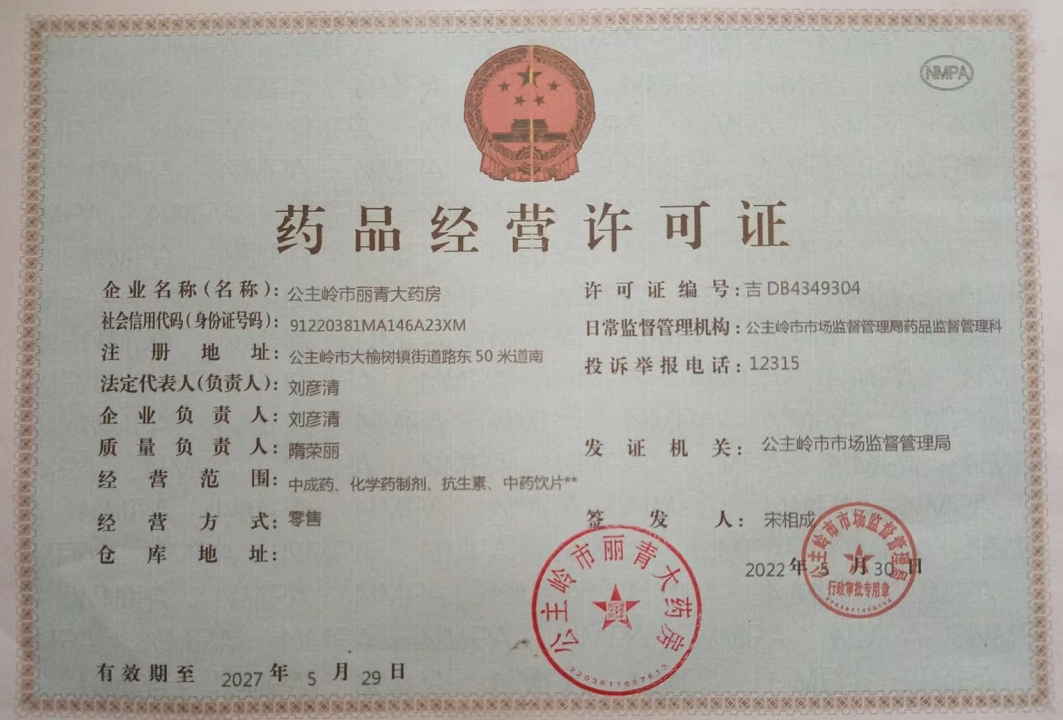 NMPA
药品经营许可证
企业名称(名称)：公主岭市丽青大药房
社会信用代码(身份证号码)：91220381MA146A23XM
注册地址：公主岭市大榆树镇街道路东50米道南
法定代表人(负责人)：刘彦清
企业负责人：刘彦清
质量负责人：隋荣丽
经营范围：中成药、化学药制剂、抗生素、中药饮片**
经营方式：零售
仓库地址：
许可证编号：吉DB4349304
日常监督管理机构：公主岭市市场监督管理局药品监督管理科
投诉举报电话：12315
发证机关：公主岭市市场监督管理局
签发人：宋相成
2022年5月30日
公主岭市市场监督管理局
行政审批专用章
公主岭市丽青大药房
有效期至 2027年5月29日